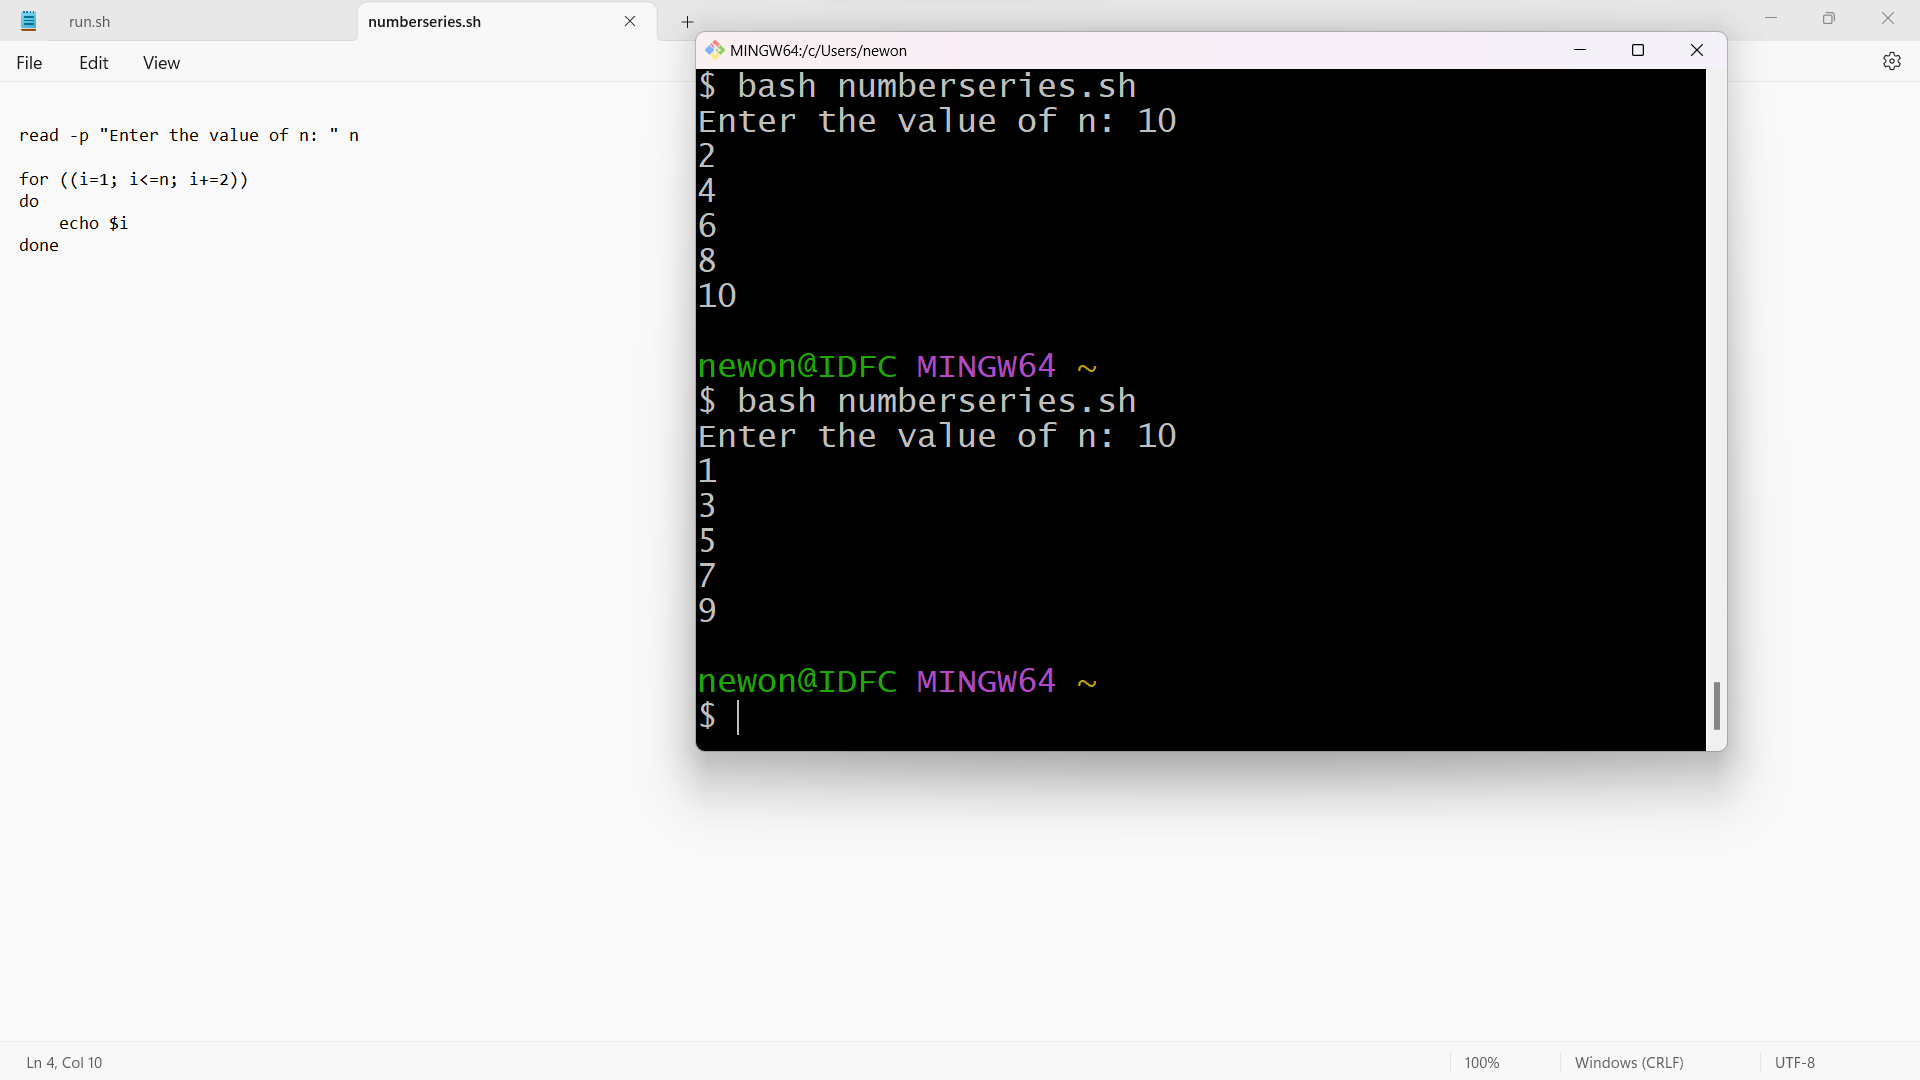 run.sh
numberseries.sh
File Edit View
read -p "Enter the value of n: " n
for ((i=1; i<=n; i+=2))
do
    echo $i
done
MINGW64:/c/Users/newon
$ bash numberseries.sh
Enter the value of n: 10
2
4
6
8
10
newon@IDFC MINGW64 ~
$ bash numberseries.sh
Enter the value of n: 10
1
3
5
7
9
newon@IDFC MINGW64 ~
$
Ln 4, Col 10
100%
Windows (CRLF)
UTF-8